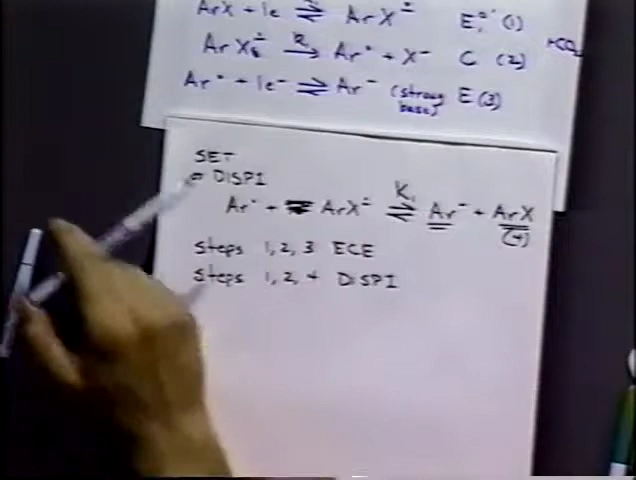 ArX + 1e ⇌ ArX⨪ E₁°' (1)
ArX⨪ → Ar• + X⁻ C (2)
Ar• + 1e⁻ ⇌ Ar⁻ (strong base) E (3)
SET
DISP1
Ar• + ArX⨪ ⇌ Ar⁻ + ArX
K₁
(4)
Steps 1, 2, 3 ECE
Steps 1, 2, 4 DISP1